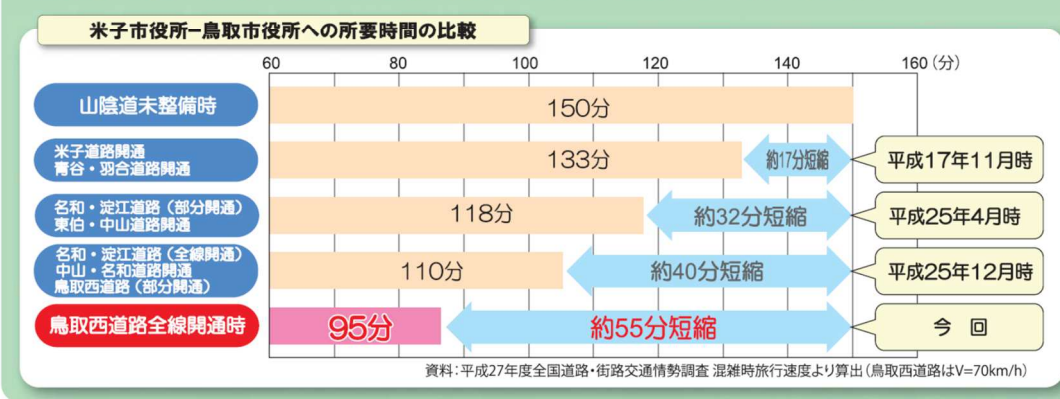 米子市役所−鳥取市役所への所要時間の比較
60 80 100 120 140 160（分）
山陰道未整備時
150分
米子道路開通
青谷・羽合道路開通
133分
約17分短縮
平成17年11月時
名和・淀江道路（部分開通）
東伯・中山道路開通
118分
約32分短縮
平成25年4月時
名和・淀江道路（全線開通）
中山・名和道路開通
鳥取西道路（部分開通）
110分
約40分短縮
平成25年12月時
鳥取西道路全線開通時
95分
約55分短縮
今 回
資料：平成27年度全国道路・街路交通情勢調査 混雑時旅行速度より算出（鳥取西道路はV=70km/h）